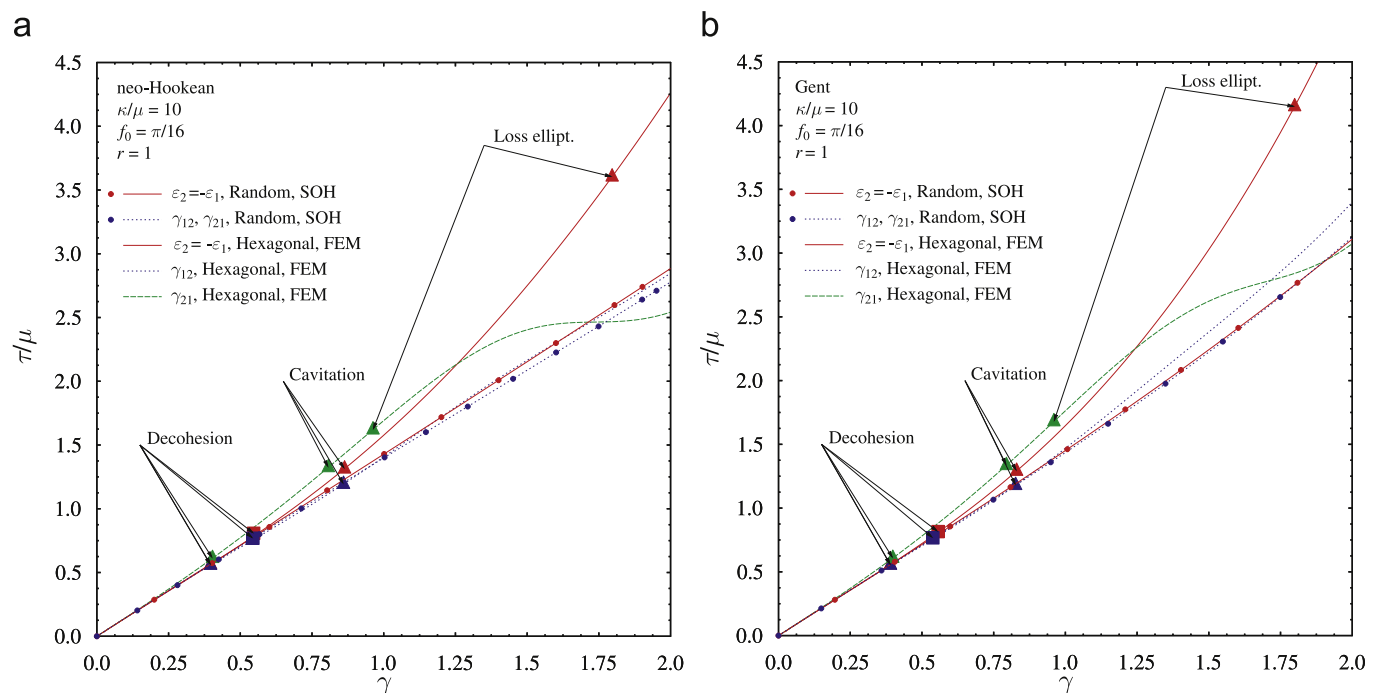 a
4.5
4.0
3.5
3.0
2.5
2.0
1.5
1.0
0.5
0.0
τ/μ
neo-Hookean
κ/μ = 10
f₀ = π/16
r = 1
ε₂=-ε₁, Random, SOH
γ₁₂, γ₂₁, Random, SOH
ε₂=-ε₁, Hexagonal, FEM
γ₁₂, Hexagonal, FEM
γ₂₁, Hexagonal, FEM
Loss ellipt.
Cavitation
Decohesion
0.0 0.25 0.5 0.75 1.0 1.25 1.5 1.75 2.0
γ
b
4.5
4.0
3.5
3.0
2.5
2.0
1.5
1.0
0.5
0.0
τ/μ
Gent
κ/μ = 10
f₀ = π/16
r = 1
ε₂=-ε₁, Random, SOH
γ₁₂, γ₂₁, Random, SOH
ε₂=-ε₁, Hexagonal, FEM
γ₁₂, Hexagonal, FEM
γ₂₁, Hexagonal, FEM
Loss ellipt.
Cavitation
Decohesion
0.0 0.25 0.5 0.75 1.0 1.25 1.5 1.75 2.0
γ